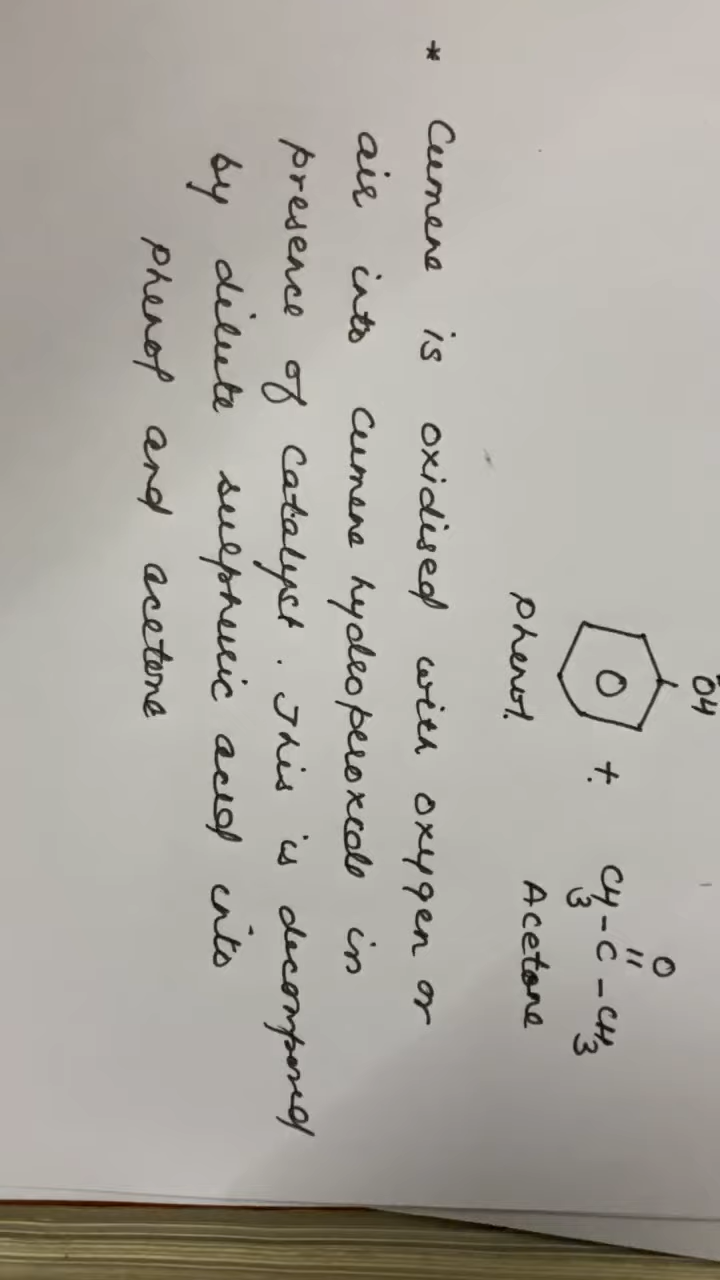 OH
+
O
||
CH3-C-CH3
Phenol.
Acetone
* Cumene is oxidised with oxygen or
air into cumene hydroperoxide in
presence of catalyst. This is decomposed
by dilute sulphuric acid into
phenol and acetone